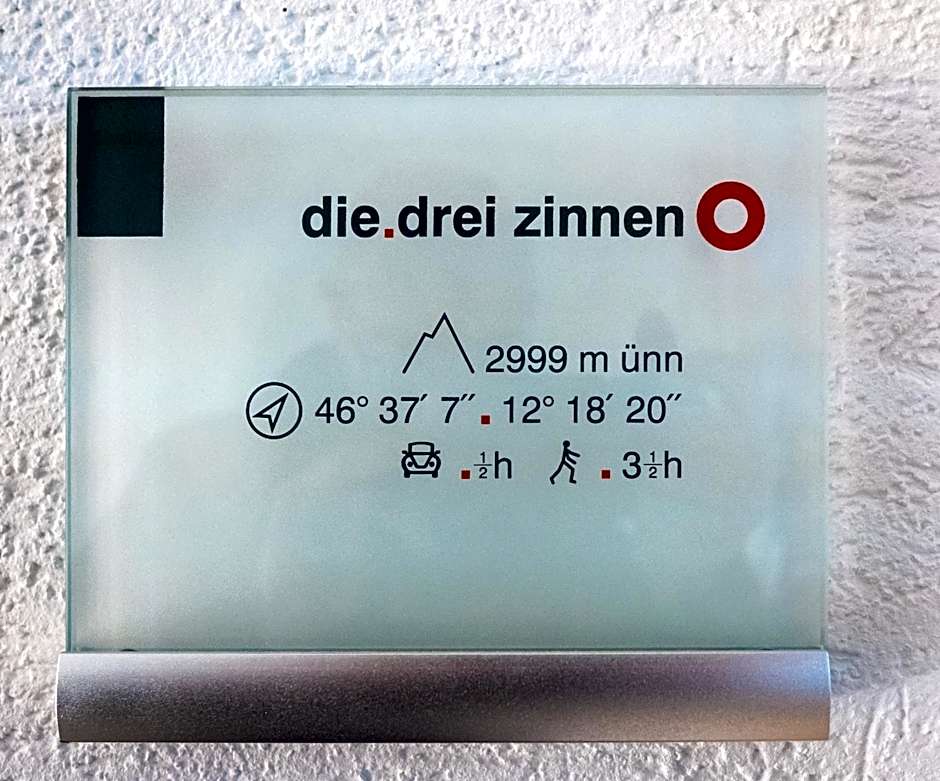 die.drei zinnen
2999 m ünn
46° 37′ 7″. 12° 18′ 20″
.½h .3½h